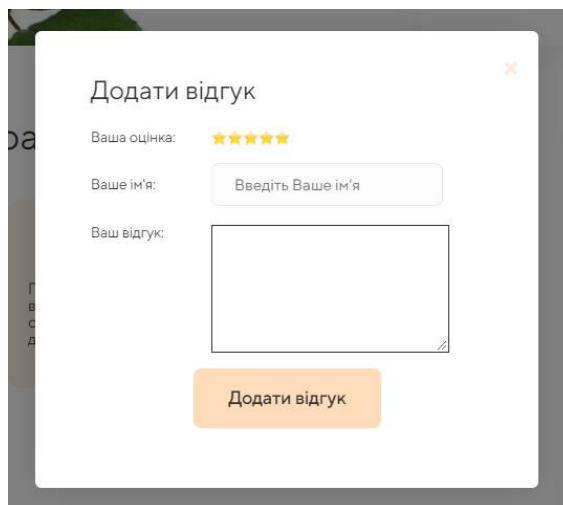 Додати відгук
Ваша оцінка:
Ваше ім'я:
Введіть Ваше ім'я
Ваш відгук:
Додати відгук